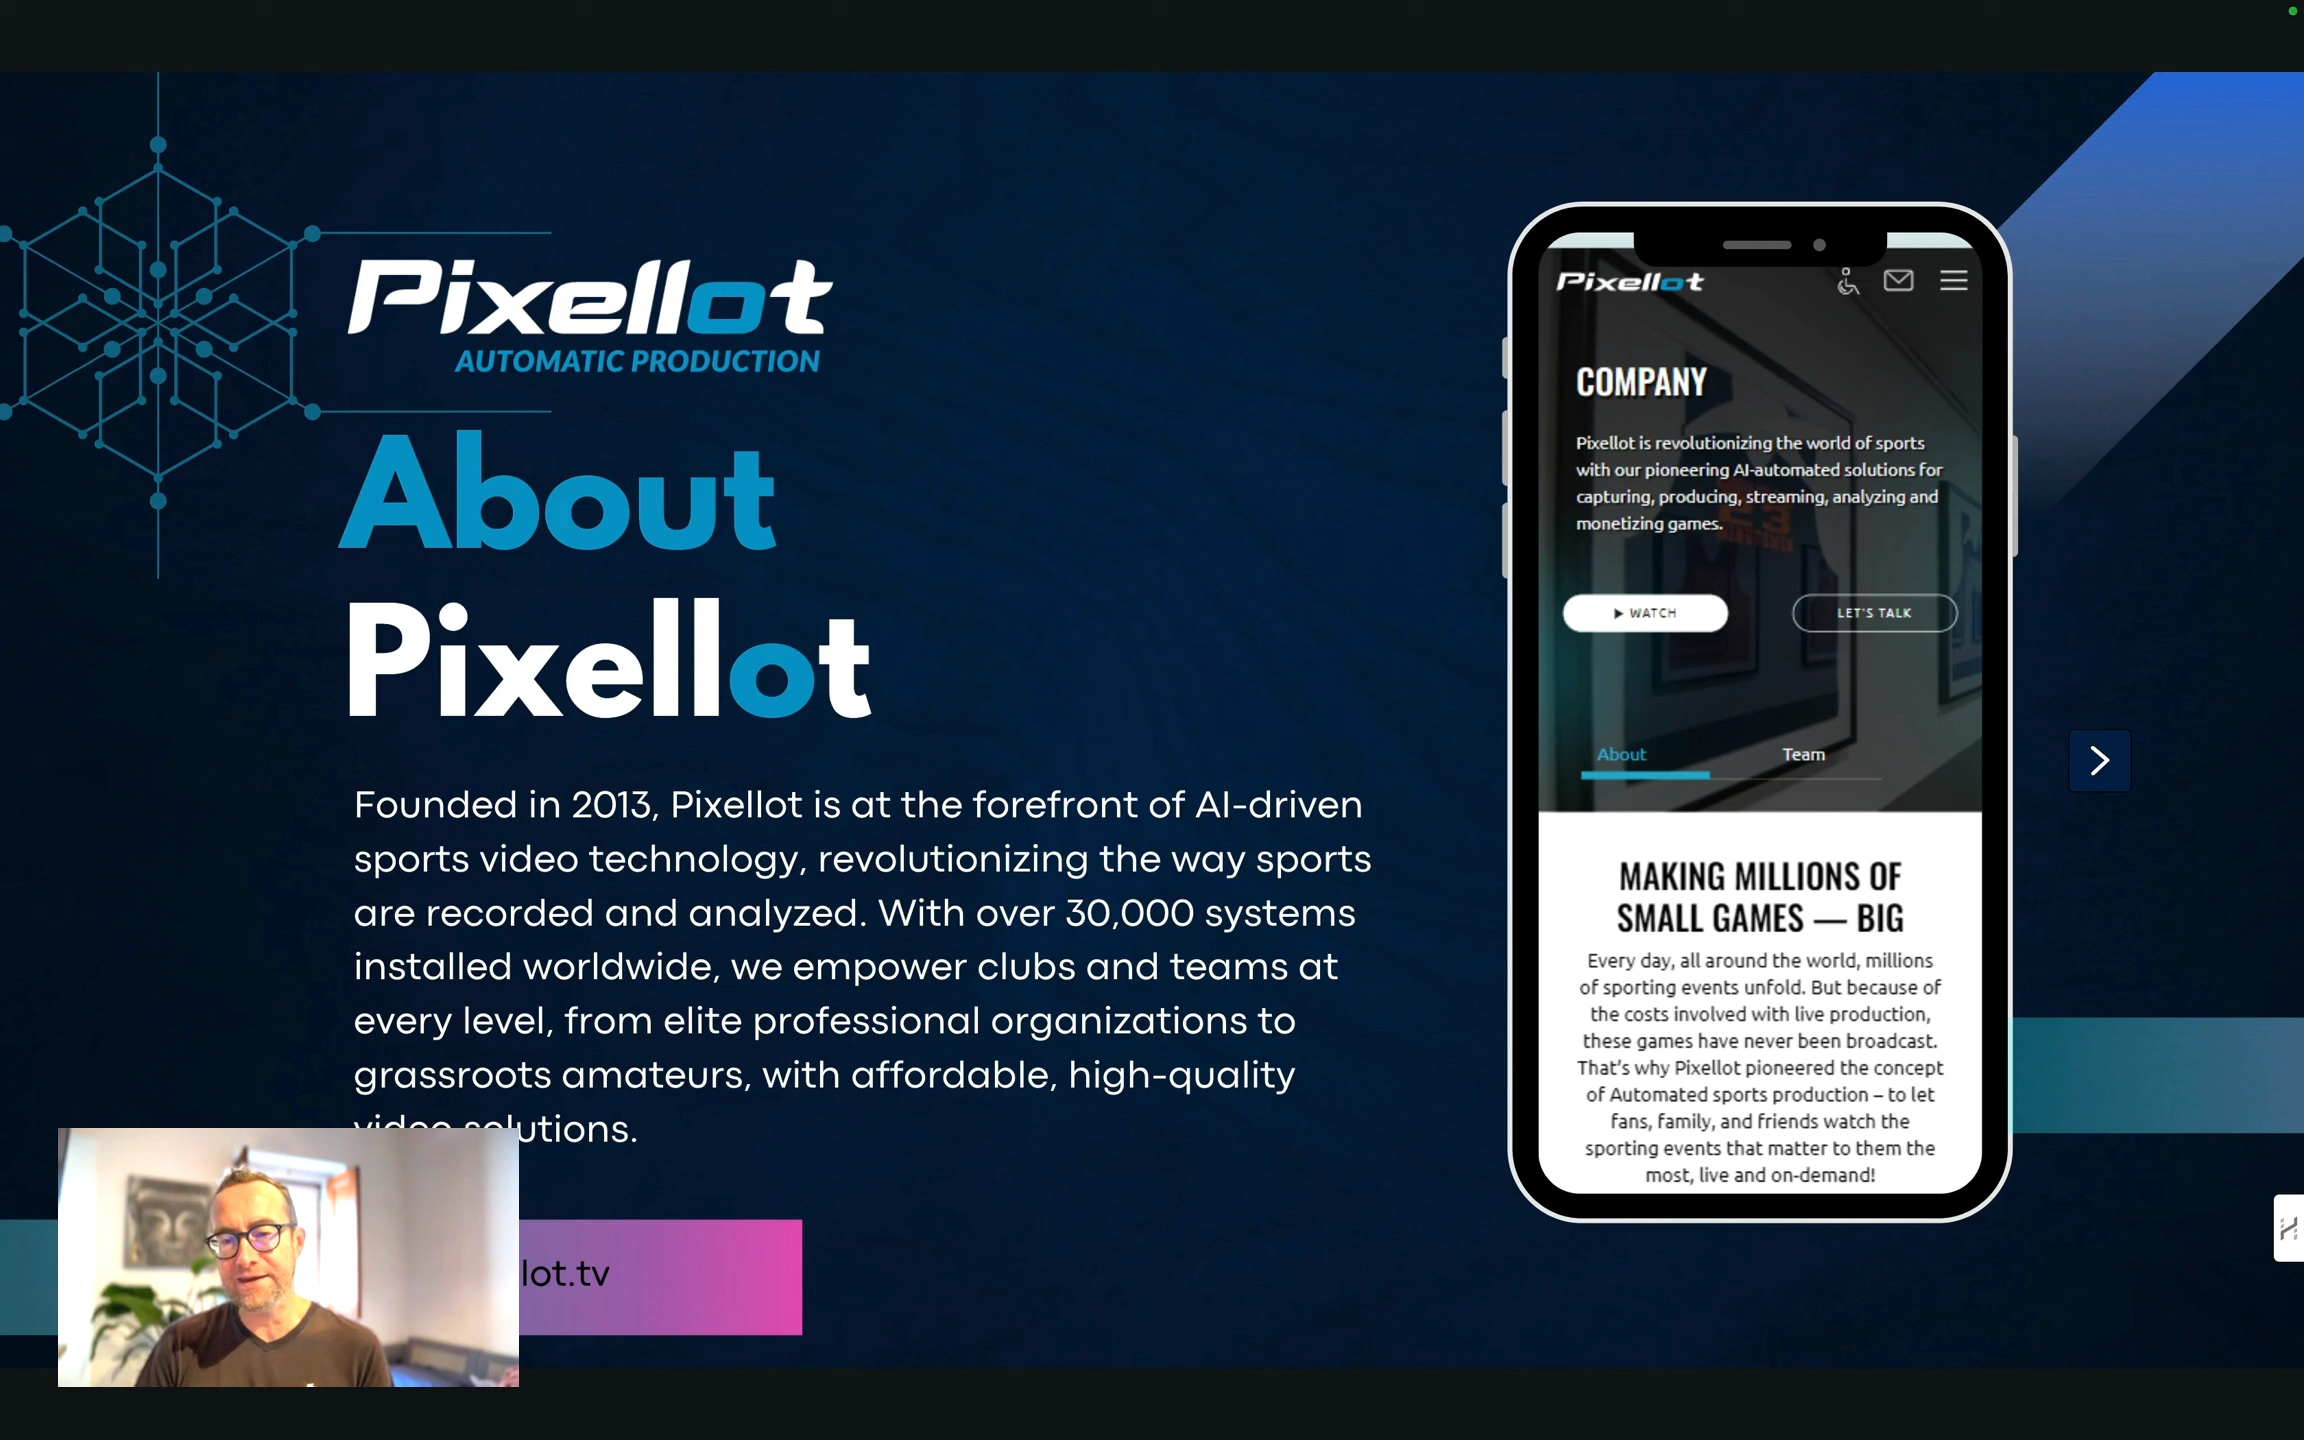 Pixellot
AUTOMATIC PRODUCTION
About
Pixellot
Founded in 2013, Pixellot is at the forefront of AI-driven
sports video technology, revolutionizing the way sports
are recorded and analyzed. With over 30,000 systems
installed worldwide, we empower clubs and teams at
every level, from elite professional organizations to
grassroots amateurs, with affordable, high-quality
video solutions.
lot.tv
Pixellot
COMPANY
Pixellot is revolutionizing the world of sports
with our pioneering AI-automated solutions for
capturing, producing, streaming, analyzing and
monetizing games.
WATCH
LET'S TALK
About
Team
MAKING MILLIONS OF
SMALL GAMES — BIG
Every day, all around the world, millions
of sporting events unfold. But because of
the costs involved with live production,
these games have never been broadcast.
That's why Pixellot pioneered the concept
of Automated sports production – to let
fans, family, and friends watch the
sporting events that matter to them the
most, live and on-demand!